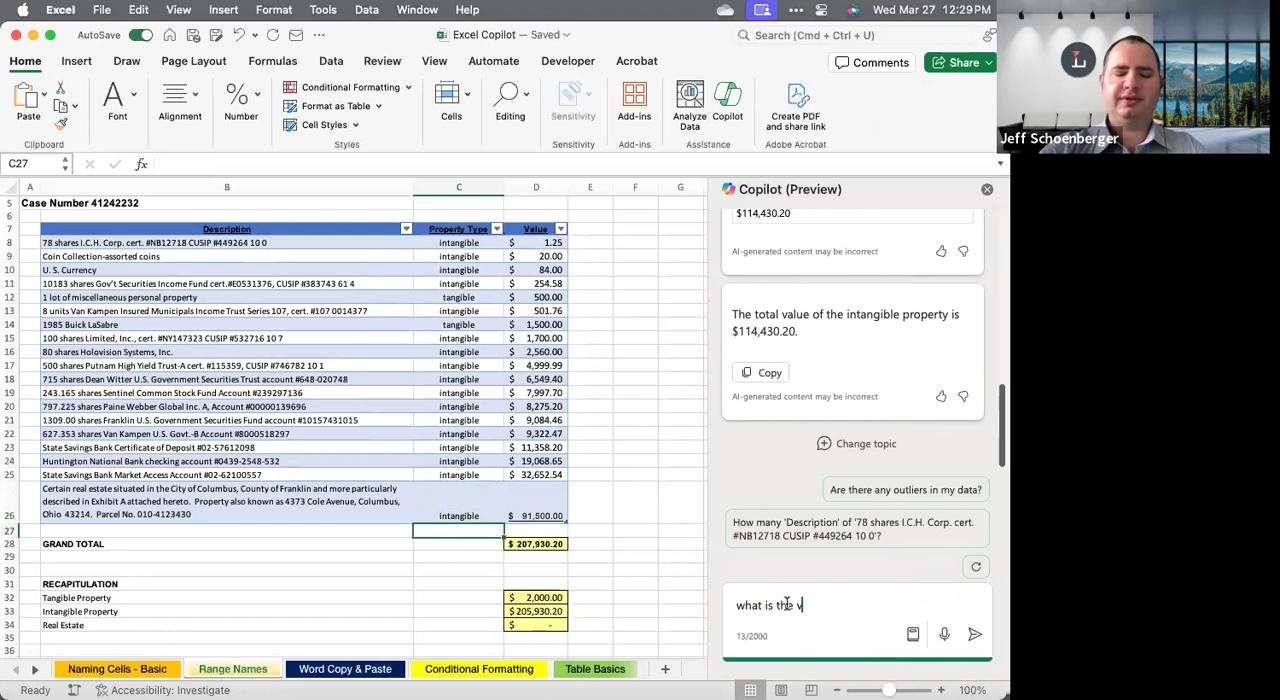 Excel File Edit View Insert Format Tools Data Window Help Wed Mar 27 12:29 PM
AutoSave Excel Copilot — Saved Search (Cmd + Ctrl + U)
Home Insert Draw Page Layout Formulas Data Review View Automate Developer Acrobat Comments Share
Paste Font Alignment Number Conditional Formatting Format as Table Cell Styles Cells Editing Sensitivity Add-ins Analyze Data Copilot Create PDF and share link
Clipboard Styles Sensitivity Add-ins Assistance Adobe Acrobat
Jeff Schoenberger
C27 fx
A B C D E F G
5 Case Number 41242232
6
7 Description Property Type Value
8 78 shares I.C.H. Corp. cert. #NB12718 CUSIP #449264 10 0 intangible $ 1.25
9 Coin Collection-assorted coins intangible $ 20.00
10 U. S. Currency intangible $ 84.00
11 10183 shares Gov't Securities Income Fund cert.#E0531376, CUSIP #383743 61 4 intangible $ 254.58
12 1 lot of miscellaneous personal property tangible $ 500.00
13 8 units Van Kampen Insured Municipals Income Trust Series 107, cert. #107 0014377 intangible $ 501.76
14 1985 Buick LaSabre tangible $ 1,500.00
15 100 shares Limited, Inc., cert. #NY147323 CUSIP #532716 10 7 intangible $ 1,700.00
16 80 shares Holovision Systems, Inc. intangible $ 2,560.00
17 500 shares Putnam High Yield Trust-A cert. #115359, CUSIP #746782 10 1 intangible $ 4,999.99
18 715 shares Dean Witter U.S. Government Securities Trust account #648-020748 intangible $ 6,549.40
19 243.165 shares Sentinel Common Stock Fund Account #239297136 intangible $ 7,997.70
20 797.225 shares Paine Webber Global Inc. A, Account #00000139696 intangible $ 8,275.20
21 1309.00 shares Franklin U.S. Government Securities Fund account #10157431015 intangible $ 9,084.46
22 627.353 shares Van Kampen U.S. Govt.-B Account #8000518297 intangible $ 9,322.47
23 State Savings Bank Certificate of Deposit #02-57612098 intangible $ 11,358.20
24 Huntington National Bank checking account #0439-2548-532 intangible $ 19,068.65
25 State Savings Bank Market Access Account #02-62100557 intangible $ 32,652.54
Certain real estate situated in the City of Columbus, County of Franklin and more particularly
described in Exhibit A attached hereto. Property also known as 4373 Cole Avenue, Columbus,
26 Ohio 43214. Parcel No. 010-4123430 intangible $ 91,500.00
27
28 GRAND TOTAL $ 207,930.20
29
30
31 RECAPITULATION
32 Tangible Property $ 2,000.00
33 Intangible Property $ 205,930.20
34 Real Estate $ -
35
36
Copilot (Preview)
$114,430.20
AI-generated content may be incorrect
The total value of the intangible property is
$114,430.20.
Copy
AI-generated content may be incorrect
Change topic
Are there any outliers in my data?
How many 'Description' of '78 shares I.C.H. Corp. cert.
#NB12718 CUSIP #449264 10 0'?
what is the v
13/2000
Naming Cells - Basic Range Names Word Copy & Paste Conditional Formatting Table Basics
Ready Accessibility: Investigate 100%